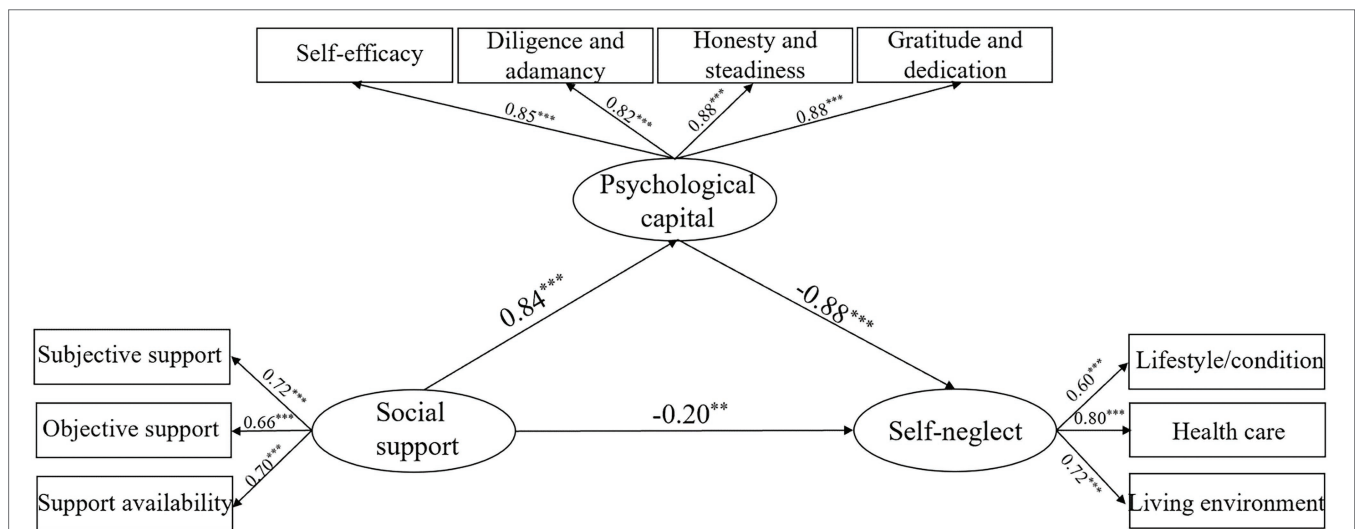 Self-efficacy
Diligence and
adamancy
Honesty and
steadiness
Gratitude and
dedication
0.85***
0.82***
0.88***
0.88***
Psychological
capital
0.84***
-0.88***
Subjective support
Objective support
Support availability
0.72***
0.66***
0.70***
Social
support
-0.20**
Self-neglect
0.60***
0.80***
0.72***
Lifestyle/condition
Health care
Living environment